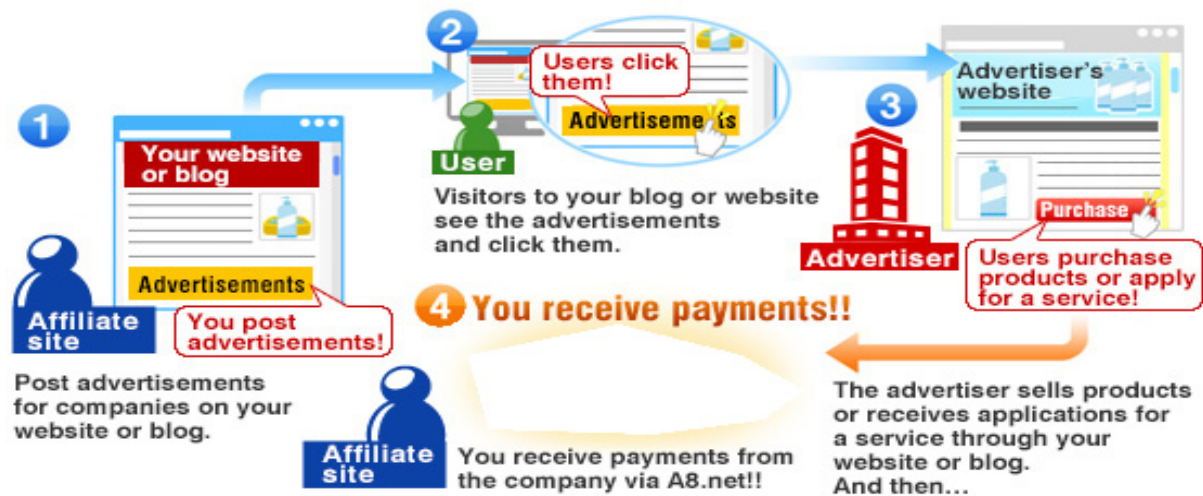 1
Your website
or blog
Advertisements
Affiliate
site
You post
advertisements!
Post advertisements
for companies on your
website or blog.
2
Users click
them!
Advertisements
User
Visitors to your blog or website
see the advertisements
and click them.
3
Advertiser's
website
Purchase
Advertiser
Users purchase
products or apply
for a service!
The advertiser sells products
or receives applications for
a service through your
website or blog.
And then...
4 You receive payments!!
Affiliate
site
You receive payments from
the company via A8.net!!